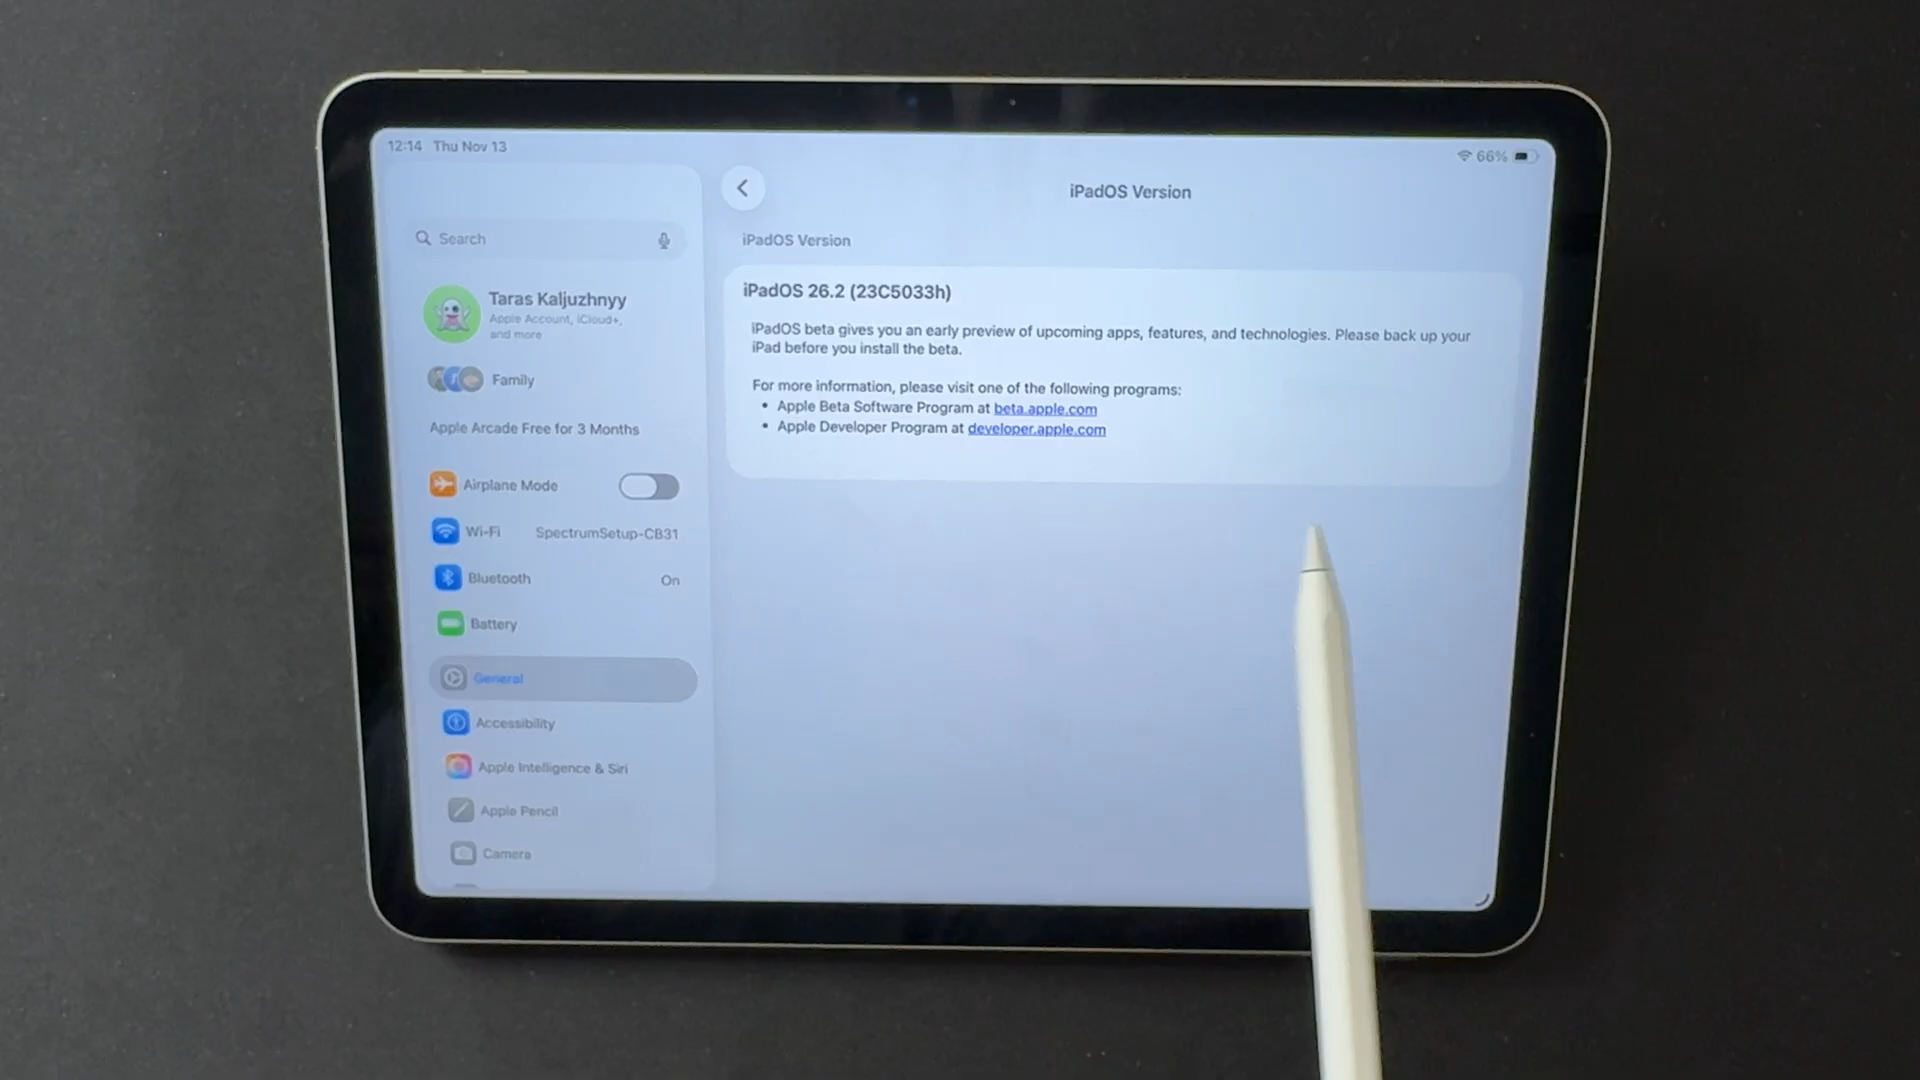 12:14 Thu Nov 13
66%
Search
Taras Kaljuzhnyy
Apple Account, iCloud+,
and more
Family
Apple Arcade Free for 3 Months
Airplane Mode
Wi-Fi SpectrumSetup-CB31
Bluetooth On
Battery
General
Accessibility
Apple Intelligence & Siri
Apple Pencil
Camera
iPadOS Version
iPadOS Version
iPadOS 26.2 (23C5033h)
iPadOS beta gives you an early preview of upcoming apps, features, and technologies. Please back up your
iPad before you install the beta.
For more information, please visit one of the following programs:
• Apple Beta Software Program at beta.apple.com
• Apple Developer Program at developer.apple.com